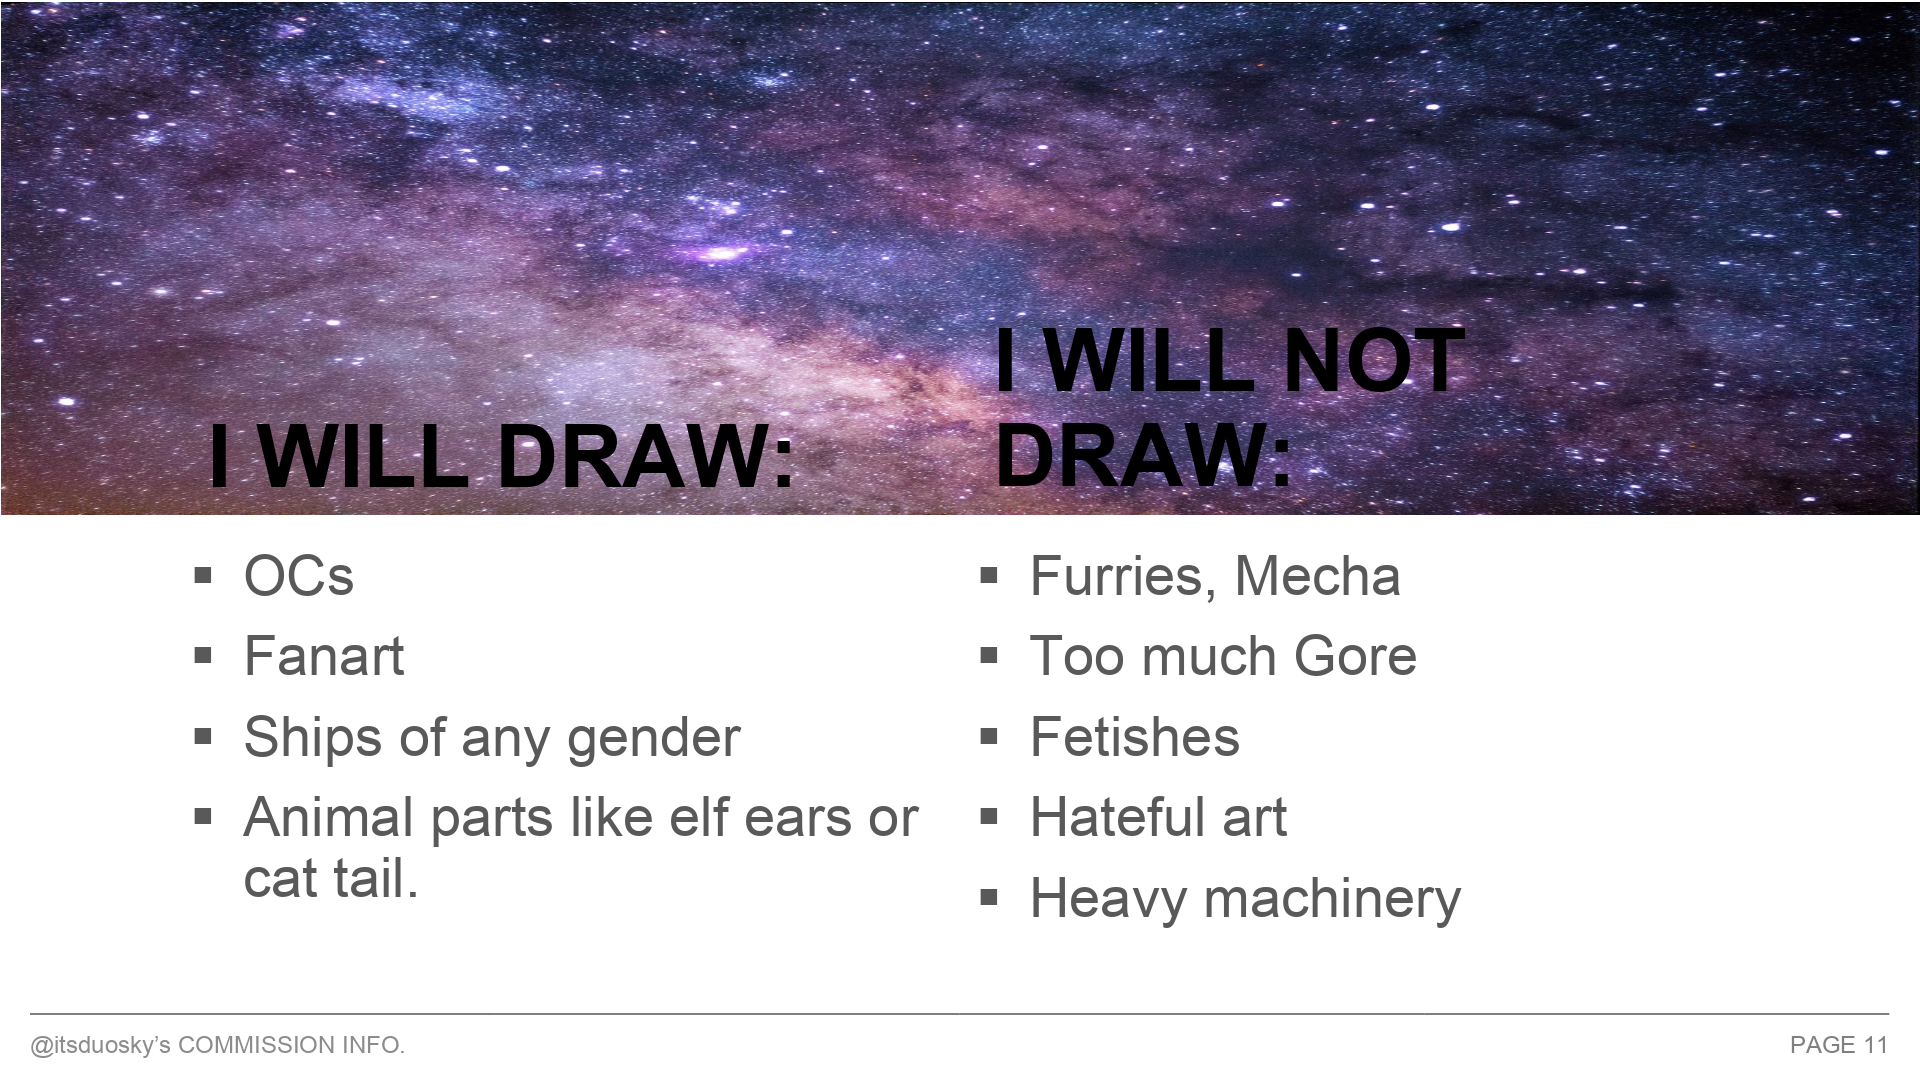 I WILL DRAW:
▪ OCs
▪ Fanart
▪ Ships of any gender
▪ Animal parts like elf ears or
cat tail.
I WILL NOT
DRAW:
▪ Furries, Mecha
▪ Too much Gore
▪ Fetishes
▪ Hateful art
▪ Heavy machinery
@itsduosky’s COMMISSION INFO.
PAGE 11